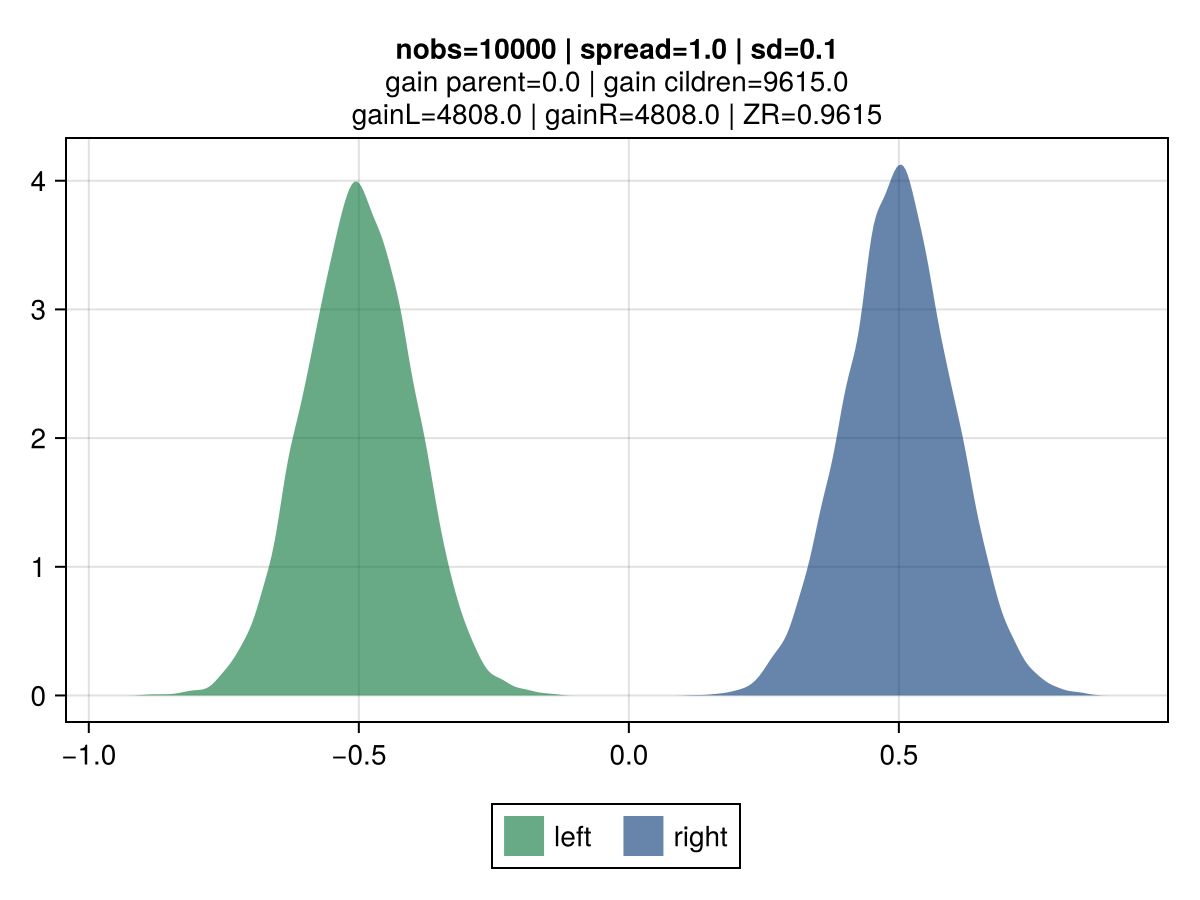 nobs=10000 | spread=1.0 | sd=0.1
gain parent=0.0 | gain cildren=9615.0
gainL=4808.0 | gainR=4808.0 | ZR=0.9615
4
3
2
1
0
−1.0 −0.5 0.0 0.5
left right